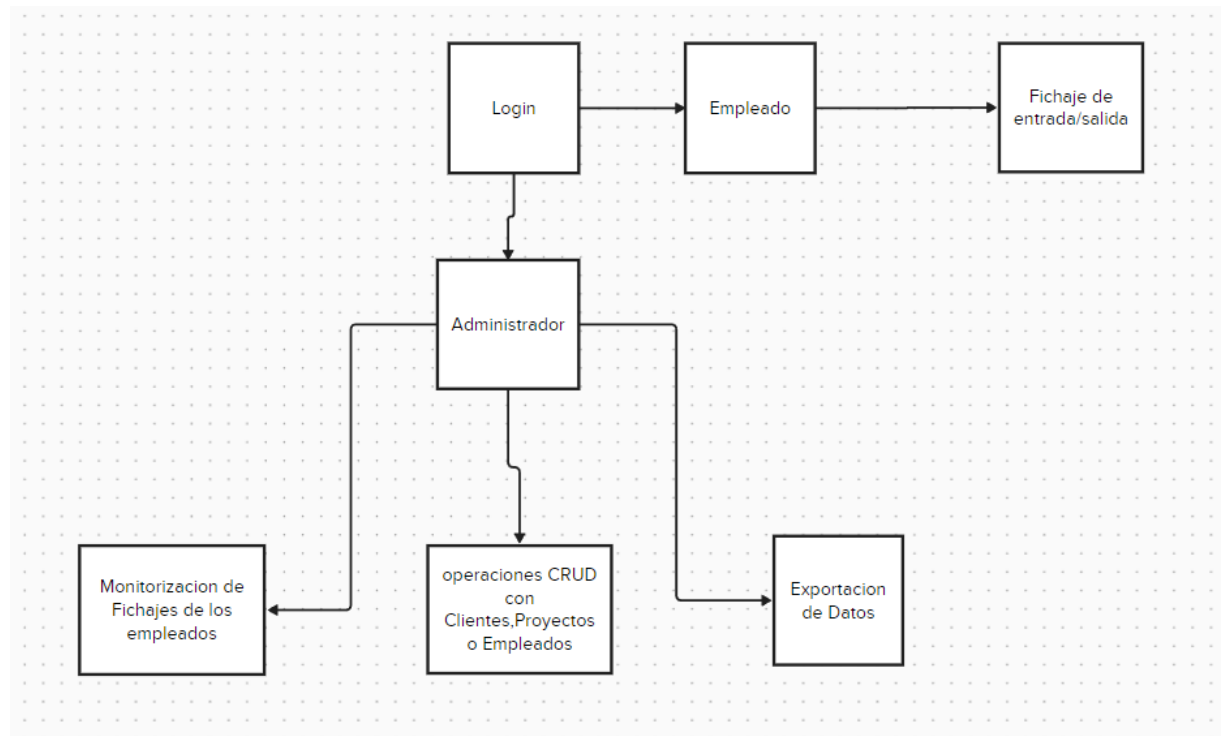 Login
Empleado
Fichaje de
entrada/salida
Administrador
Monitorizacion de
Fichajes de los
empleados
operaciones CRUD
con
Clientes,Proyectos
o Empleados
Exportacion
de Datos